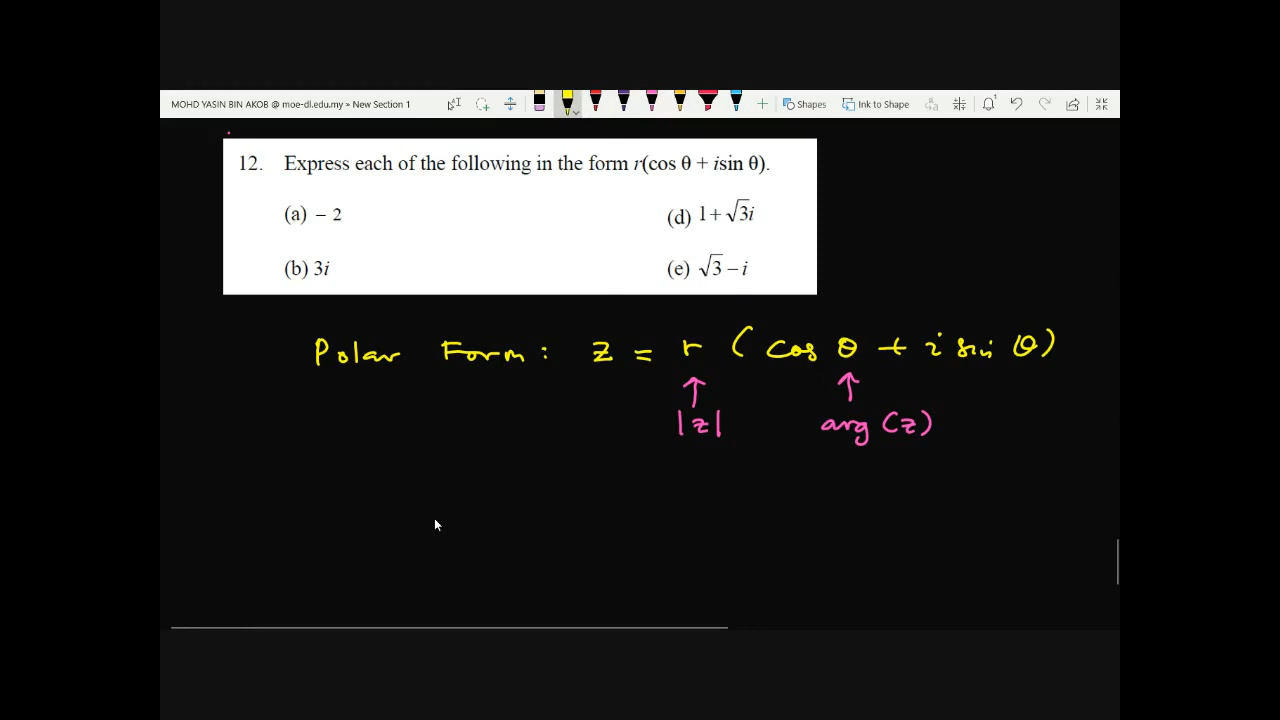 MOHD YASIN BIN AKOB @ moe-dl.edu.my » New Section 1
Shapes
Ink to Shape
12. Express each of the following in the form r(cos θ + isin θ).
(a) – 2
(d) 1 + √3i
(b) 3i
(e) √3 – i
Polar Form : z = r ( cos θ + i sin θ)
↑ ↑
|z| arg (z)